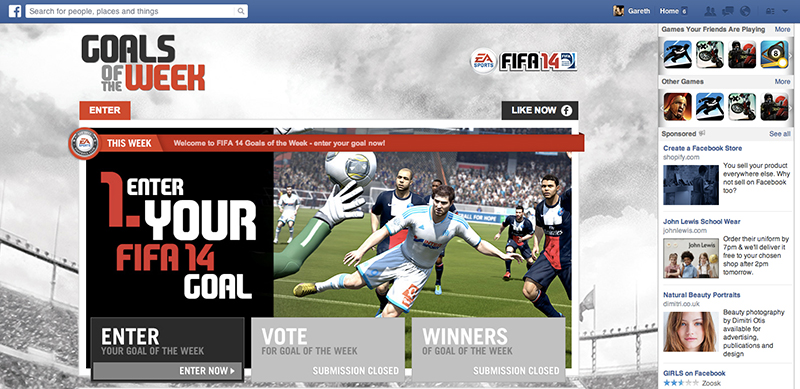 Search for people, places and things
Gareth
Home 6
GOALS
OF THE WEEK
EA SPORTS
FIFA 14
ENTER
LIKE NOW
EA SPORTS
THIS WEEK
Welcome to FIFA 14 Goals of the Week - enter your goal now!
1. ENTER
YOUR
FIFA 14
GOAL
ENTER
YOUR GOAL OF THE WEEK
ENTER NOW
VOTE
FOR GOAL OF THE WEEK
SUBMISSION CLOSED
WINNERS
OF GOAL OF THE WEEK
SUBMISSION CLOSED
Games Your Friends Are Playing
More
Other Games
More
Sponsored
See all
Create a Facebook Store
shopify.com
You sell your product
everywhere else. Why
not sell on Facebook
too?
John Lewis School Wear
johnlewis.com
John Lewis
Order their uniform by
7pm & we'll deliver it
free to your chosen
shop after 2pm
tomorrow.
Natural Beauty Portraits
dimitri.co.uk
Beauty photography
by Dimitri Otis
available for
advertising,
publications and
design
GIRLS on Facebook
Zoosk